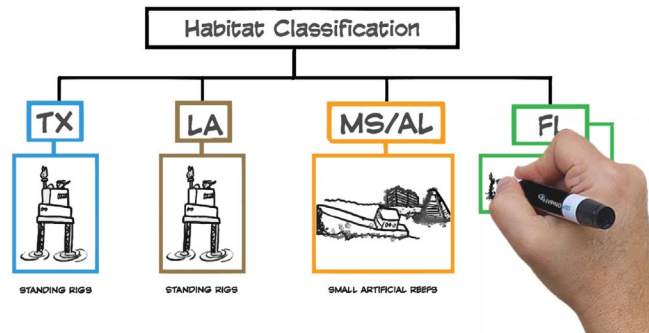 Habitat Classification
TX
LA
MS/AL
FL
STANDING RIGS
STANDING RIGS
SMALL ARTIFICIAL REEFS